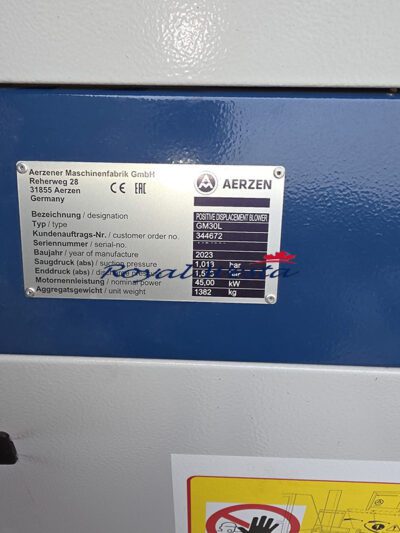 Aerzener Maschinenfabrik GmbH
Reherweg 28
31855 Aerzen
Germany
CE EAC
AERZEN
Bezeichnung / designation POSITIVE DISPLACEMENT BLOWER
Typ / type GM30L
Kundenauftrags-Nr. / customer order no. 344672
Seriennummer / serial-no.
Baujahr / year of manufacture 2023
Saugdruck (abs) / suction pressure 1,013 bar
Enddruck (abs) /
Motornennleistung / nominal power 45,00 kW
Aggregatsgewicht / unit weight 1382 kg